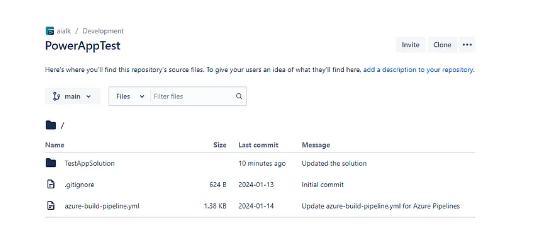 aialk / Development
PowerAppTest
Invite Clone •••
Here's where you'll find this repository's source files. To give your users an idea of what they'll find here, add a description to your repository.
main Files Filter files
/
Name Size Last commit Message
TestAppSolution 10 minutes ago Updated the solution
.gitignore 624 B 2024-01-13 Initial commit
azure-build-pipeline.yml 1.38 KB 2024-01-14 Update azure-build-pipeline.yml for Azure Pipelines